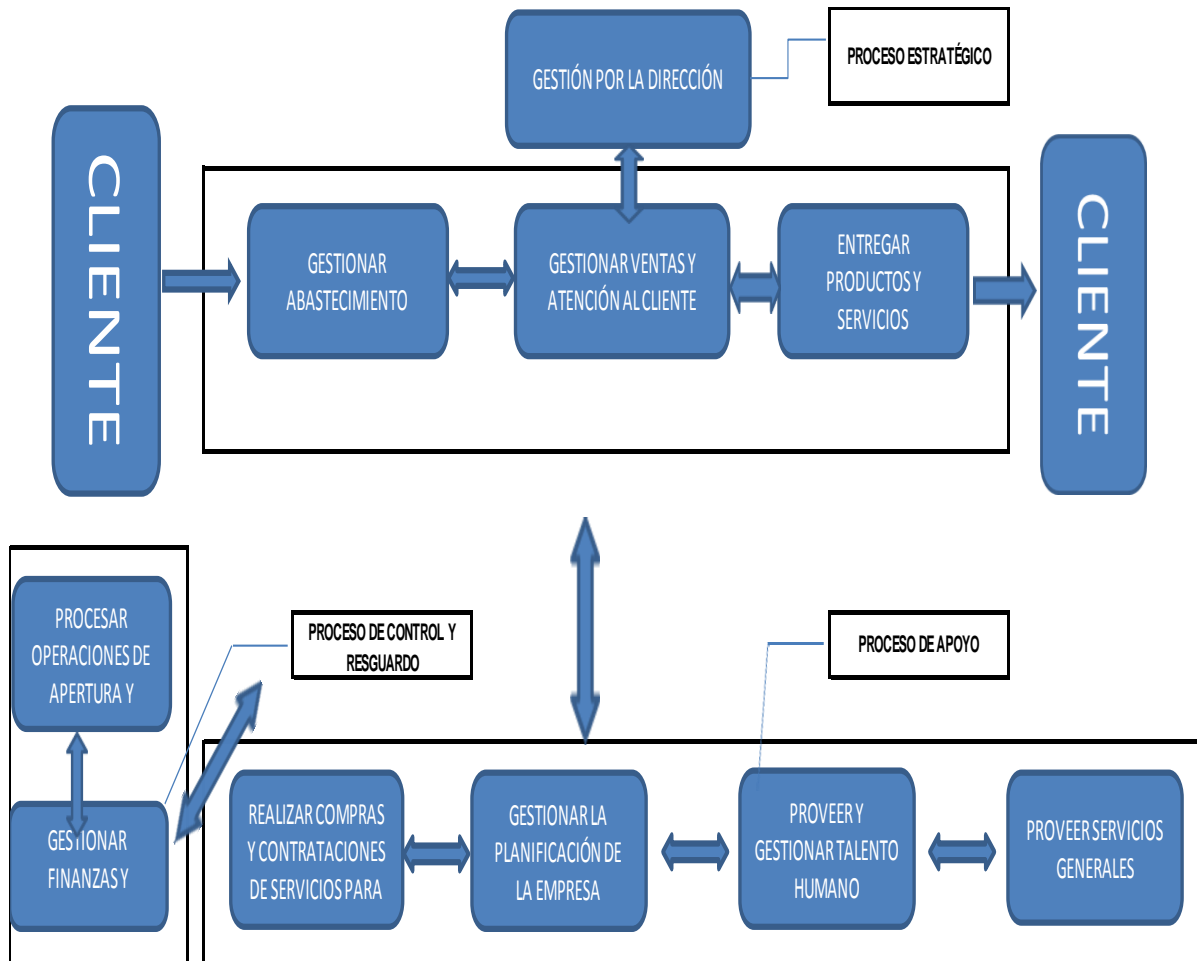 GESTIÓN POR LA DIRECCIÓN
PROCESO ESTRATÉGICO
CLIENTE
GESTIONAR
ABASTECIMIENTO
GESTIONAR VENTAS Y
ATENCIÓN AL CLIENTE
ENTREGAR
PRODUCTOS Y
SERVICIOS
CLIENTE
PROCESAR
OPERACIONES DE
APERTURA Y
PROCESO DE CONTROL Y
RESGUARDO
PROCESO DE APOYO
GESTIONAR
FINANZAS Y
REALIZAR COMPRAS
Y CONTRATACIONES
DE SERVICIOS PARA
GESTIONAR LA
PLANIFICACIÓN DE
LA EMPRESA
PROVEER Y
GESTIONAR TALENTO
HUMANO
PROVEER SERVICIOS
GENERALES